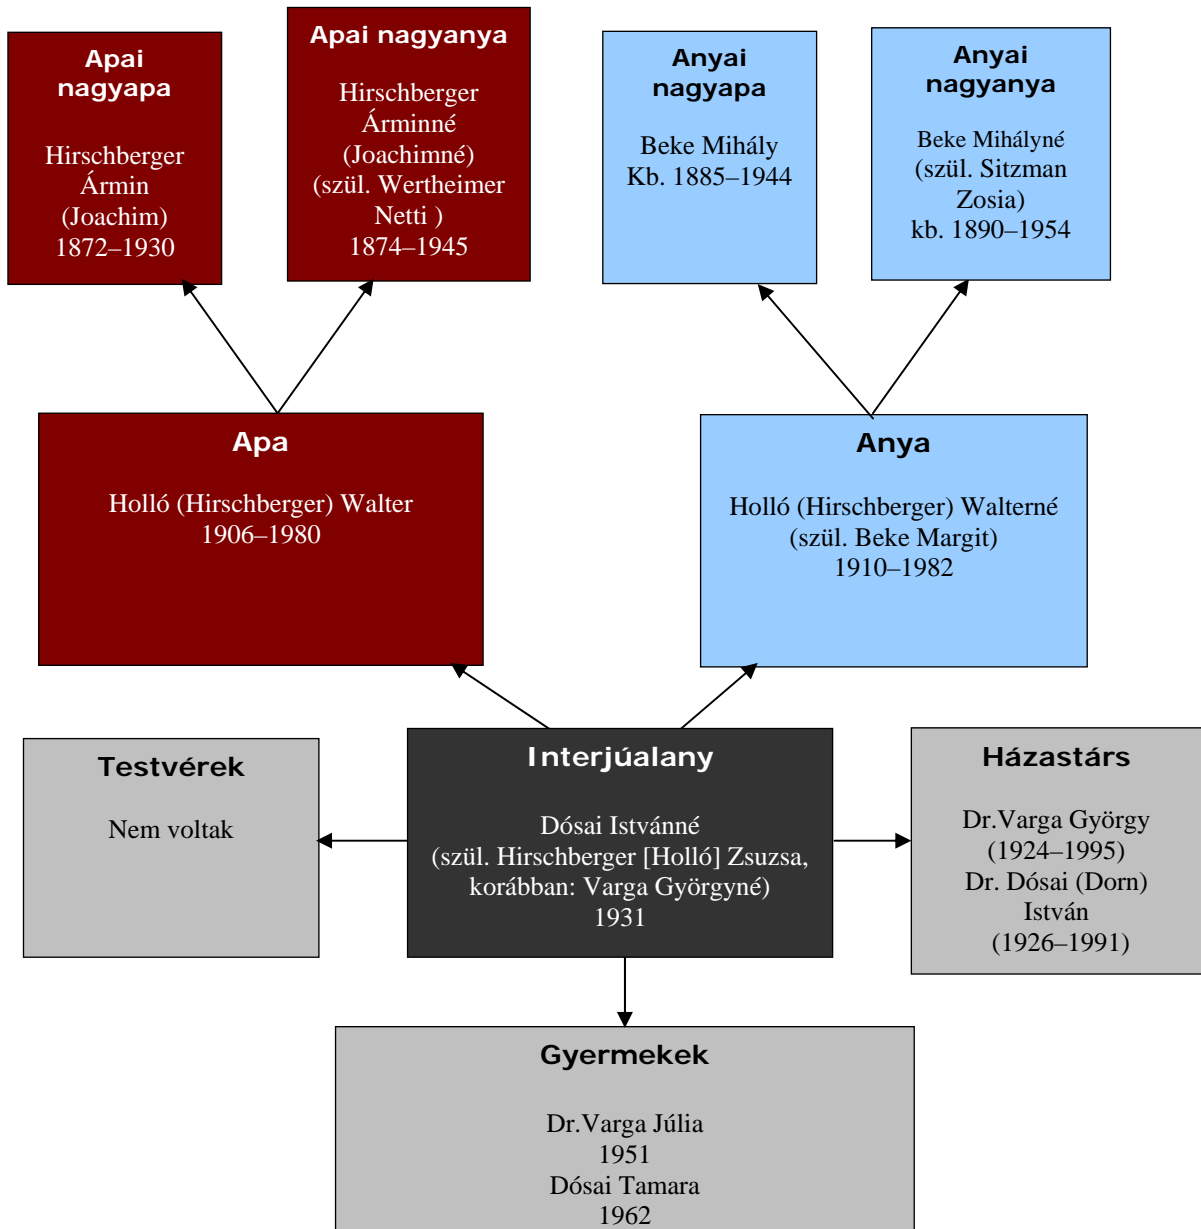 Apai
nagyapa
Hirschberger
Ármin
(Joachim)
1872–1930
Apai nagyanya
Hirschberger
Árminné
(Joachimné)
(szül. Wertheimer
Netti )
1874–1945
Anyai
nagyapa
Beke Mihály
Kb. 1885–1944
Anyai
nagyanya
Beke Mihályné
(szül. Sitzman
Zosia)
kb. 1890–1954
Apa
Holló (Hirschberger) Walter
1906–1980
Anya
Holló (Hirschberger) Walterné
(szül. Beke Margit)
1910–1982
Testvérek
Nem voltak
Interjúalany
Dósai Istvánné
(szül. Hirschberger [Holló] Zsuzsa,
korábban: Varga Györgyné)
1931
Házastárs
Dr.Varga György
(1924–1995)
Dr. Dósai (Dorn)
István
(1926–1991)
Gyermekek
Dr.Varga Júlia
1951
Dósai Tamara
1962